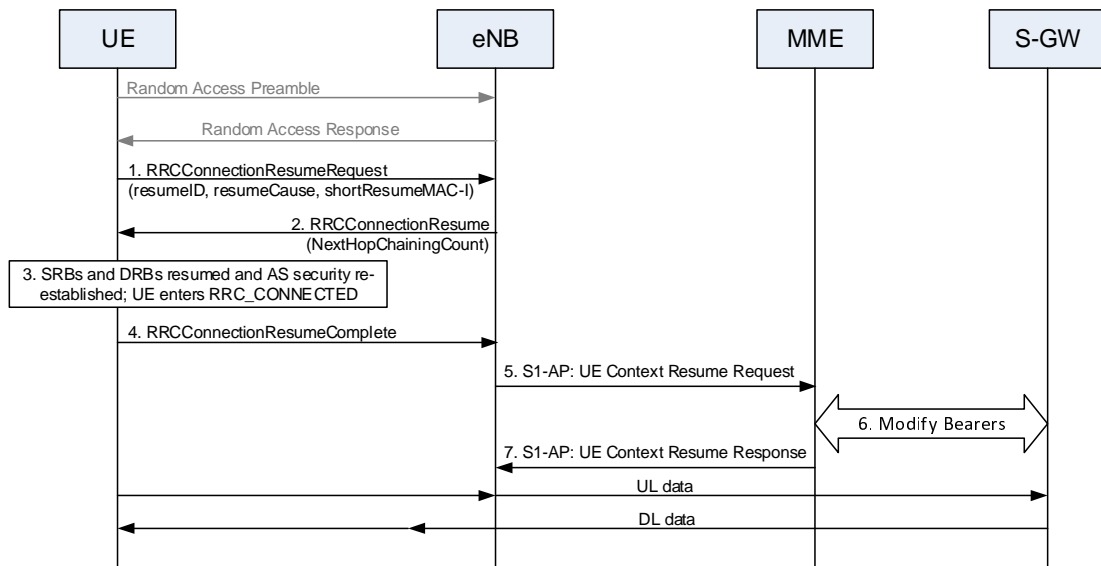 UE
eNB
MME
S-GW
Random Access Preamble
Random Access Response
1. RRCConnectionResumeRequest
(resumeID, resumeCause, shortResumeMAC-I)
2. RRCConnectionResume
(NextHopChainingCount)
3. SRBs and DRBs resumed and AS security re-
established; UE enters RRC_CONNECTED
4. RRCConnectionResumeComplete
5. S1-AP: UE Context Resume Request
6. Modify Bearers
7. S1-AP: UE Context Resume Response
UL data
DL data